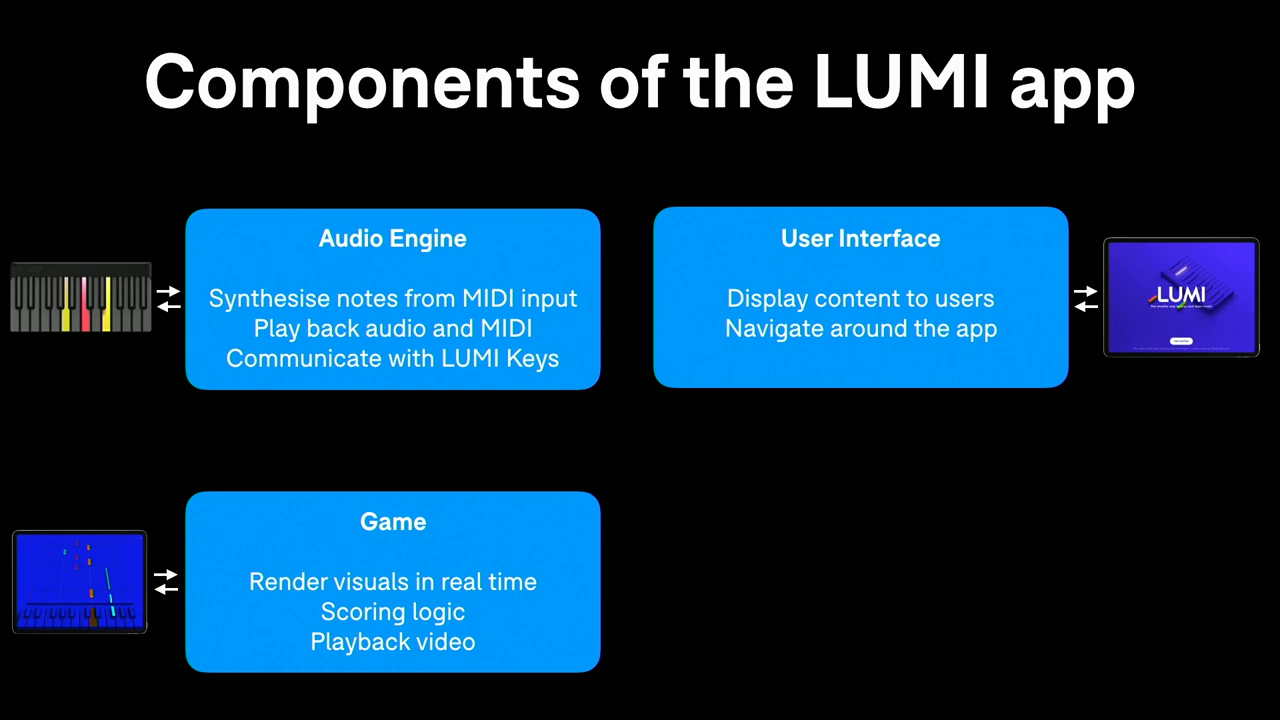 Components of the LUMI app
Audio Engine
Synthesise notes from MIDI input
Play back audio and MIDI
Communicate with LUMI Keys
User Interface
Display content to users
Navigate around the app
LUMI
Game
Render visuals in real time
Scoring logic
Playback video